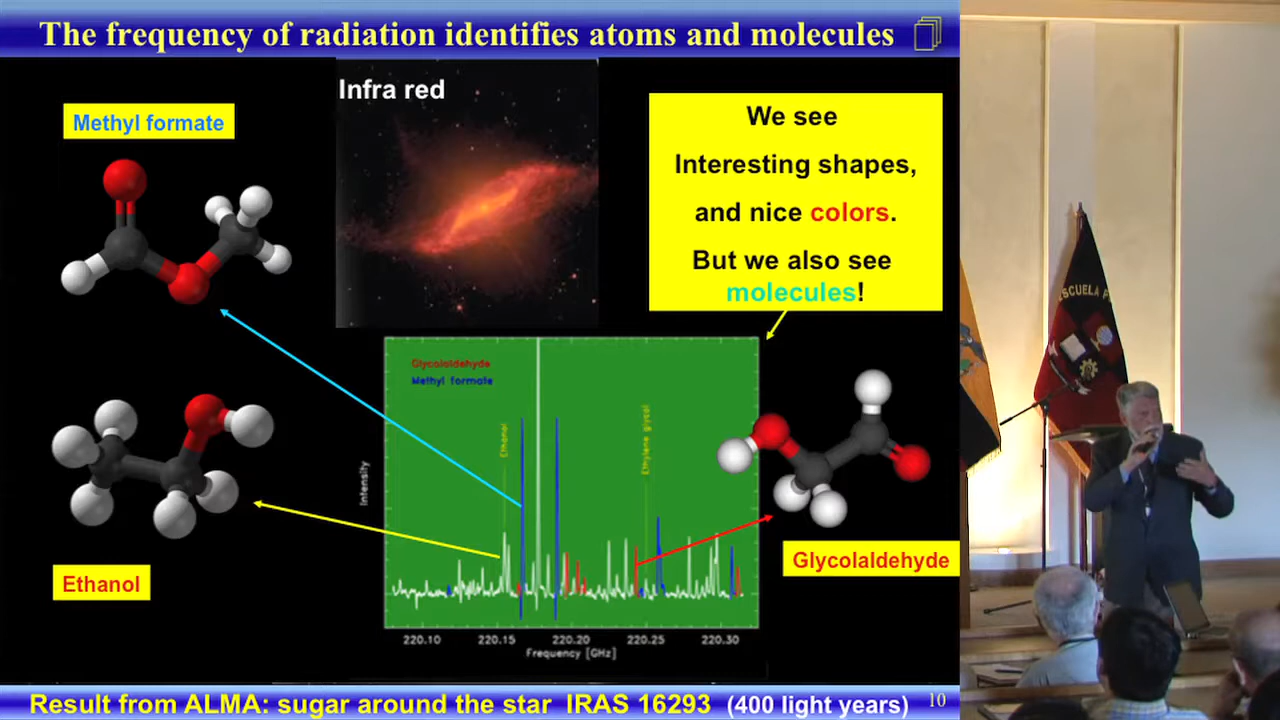 The frequency of radiation identifies atoms and molecules
Infra red
Methyl formate
We see
Interesting shapes,
and nice colors.
But we also see
molecules!
Glycolaldehyde
Methyl formate
Ethanol
Ethylene glycol
Intensity
220.10 220.15 220.20 220.25 220.30
Frequency [GHz]
Ethanol
Glycolaldehyde
Result from ALMA: sugar around the star IRAS 16293 (400 light years) 10
ESCUELA P